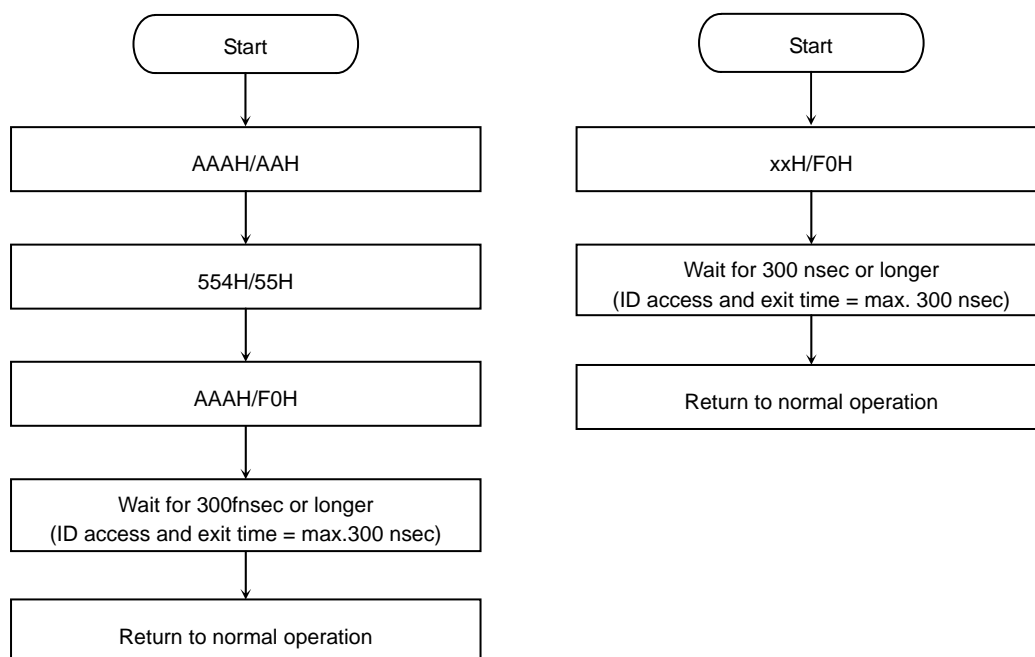 Start
AAAH/AAH
554H/55H
AAAH/F0H
Wait for 300fnsec or longer
(ID access and exit time = max.300 nsec)
Return to normal operation
Start
xxH/F0H
Wait for 300 nsec or longer
(ID access and exit time = max. 300 nsec)
Return to normal operation